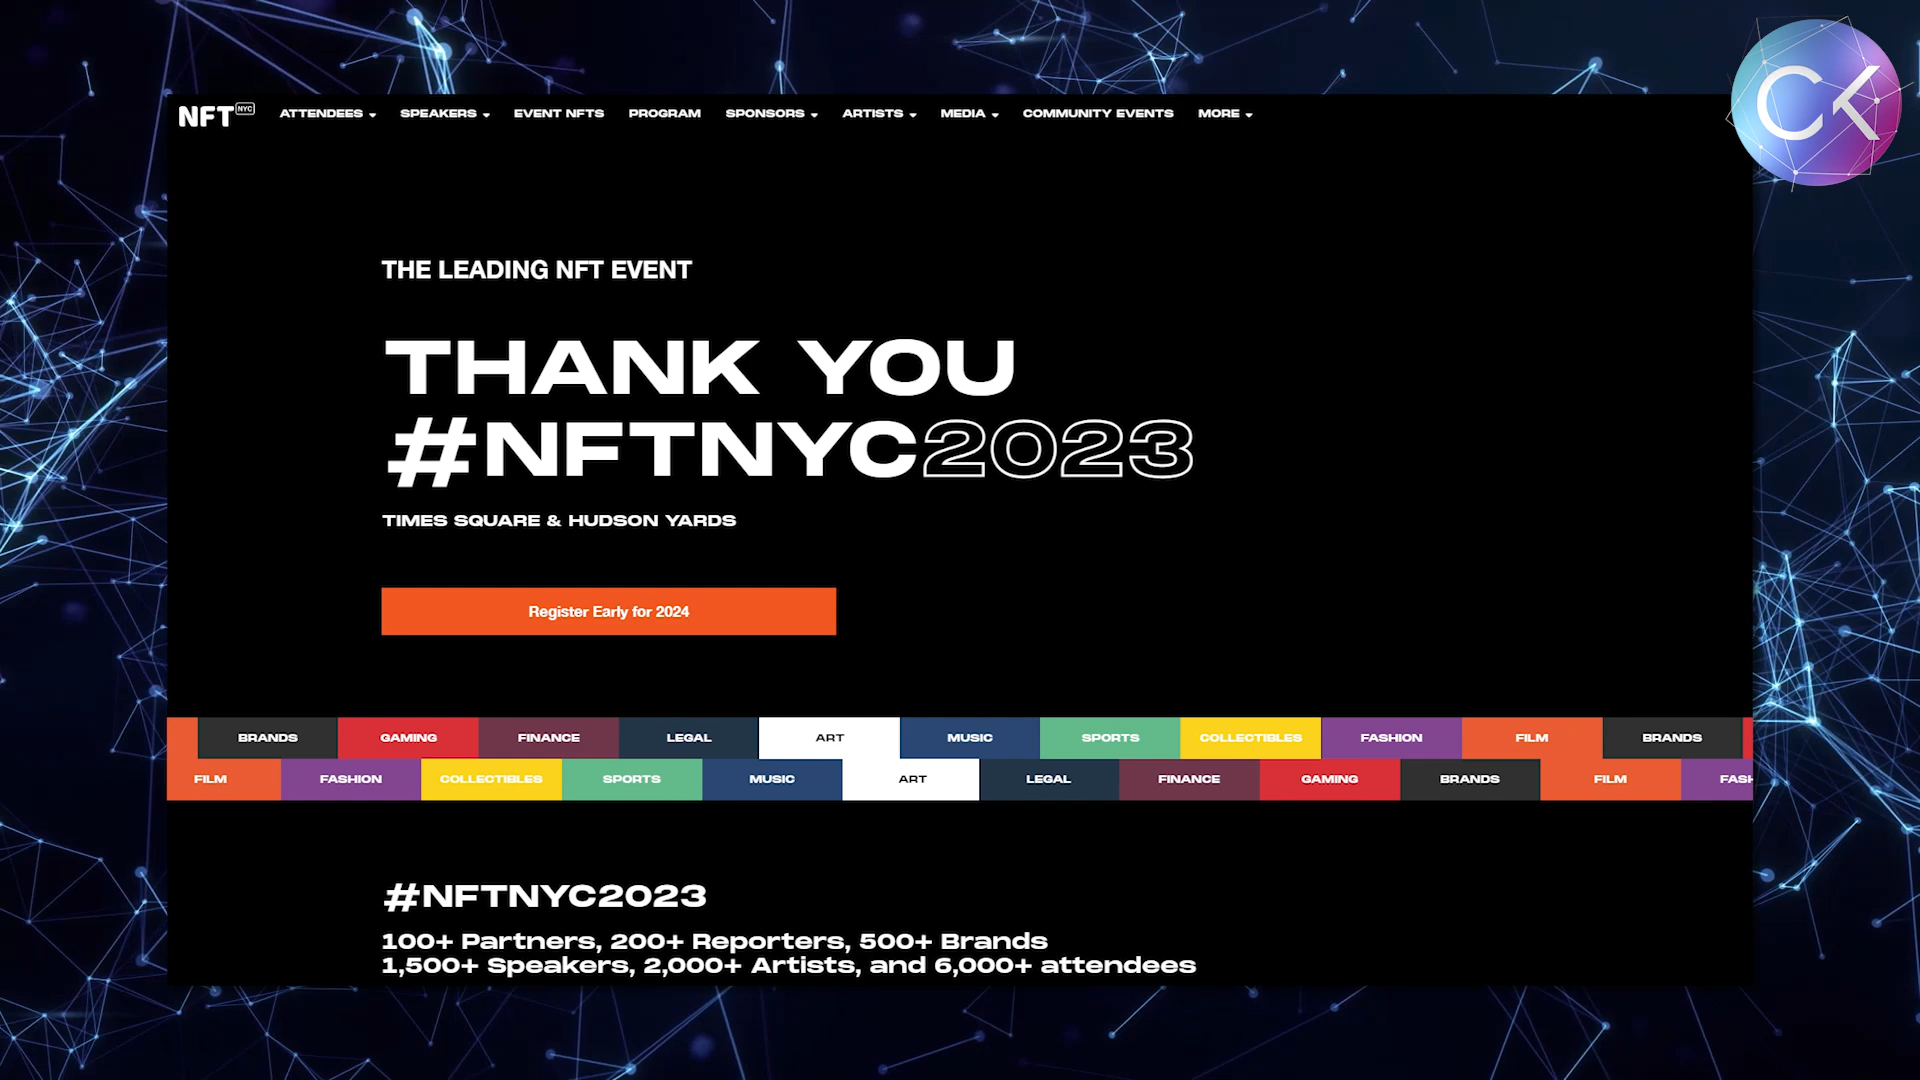 NFT NYC
ATTENDEES SPEAKERS EVENT NFTS PROGRAM SPONSORS ARTISTS MEDIA COMMUNITY EVENTS MORE
CK
THE LEADING NFT EVENT
THANK YOU
#NFTNYC2023
TIMES SQUARE & HUDSON YARDS
Register Early for 2024
BRANDS GAMING FINANCE LEGAL ART MUSIC SPORTS COLLECTIBLES FASHION FILM BRANDS
FILM FASHION COLLECTIBLES SPORTS MUSIC ART LEGAL FINANCE GAMING BRANDS FILM FASH
#NFTNYC2023
100+ Partners, 200+ Reporters, 500+ Brands
1,500+ Speakers, 2,000+ Artists, and 6,000+ attendees